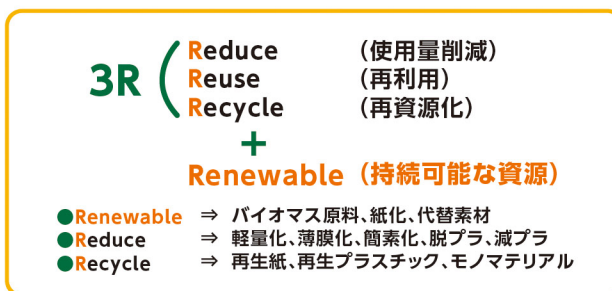 3R
Reduce （使用量削減）
Reuse （再利用）
Recycle （再資源化）
+
Renewable （持続可能な資源）
●Renewable ⇒ バイオマス原料、紙化、代替素材
●Reduce ⇒ 軽量化、薄膜化、簡素化、脱プラ、減プラ
●Recycle ⇒ 再生紙、再生プラスチック、モノマテリアル